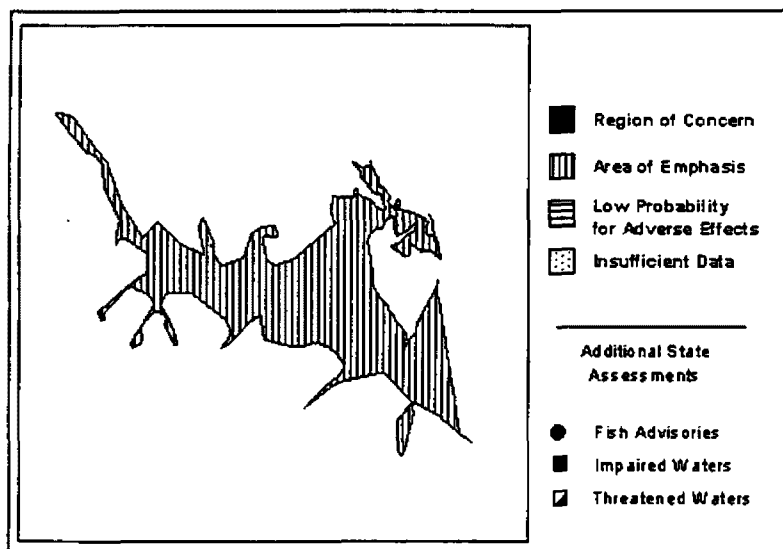 Region of Concern
Area of Emphasis
Low Probability
for Adverse Effects
Insufficient Data
Additional State
Assessments
Fish Advisories
Impaired Waters
Threatened Waters